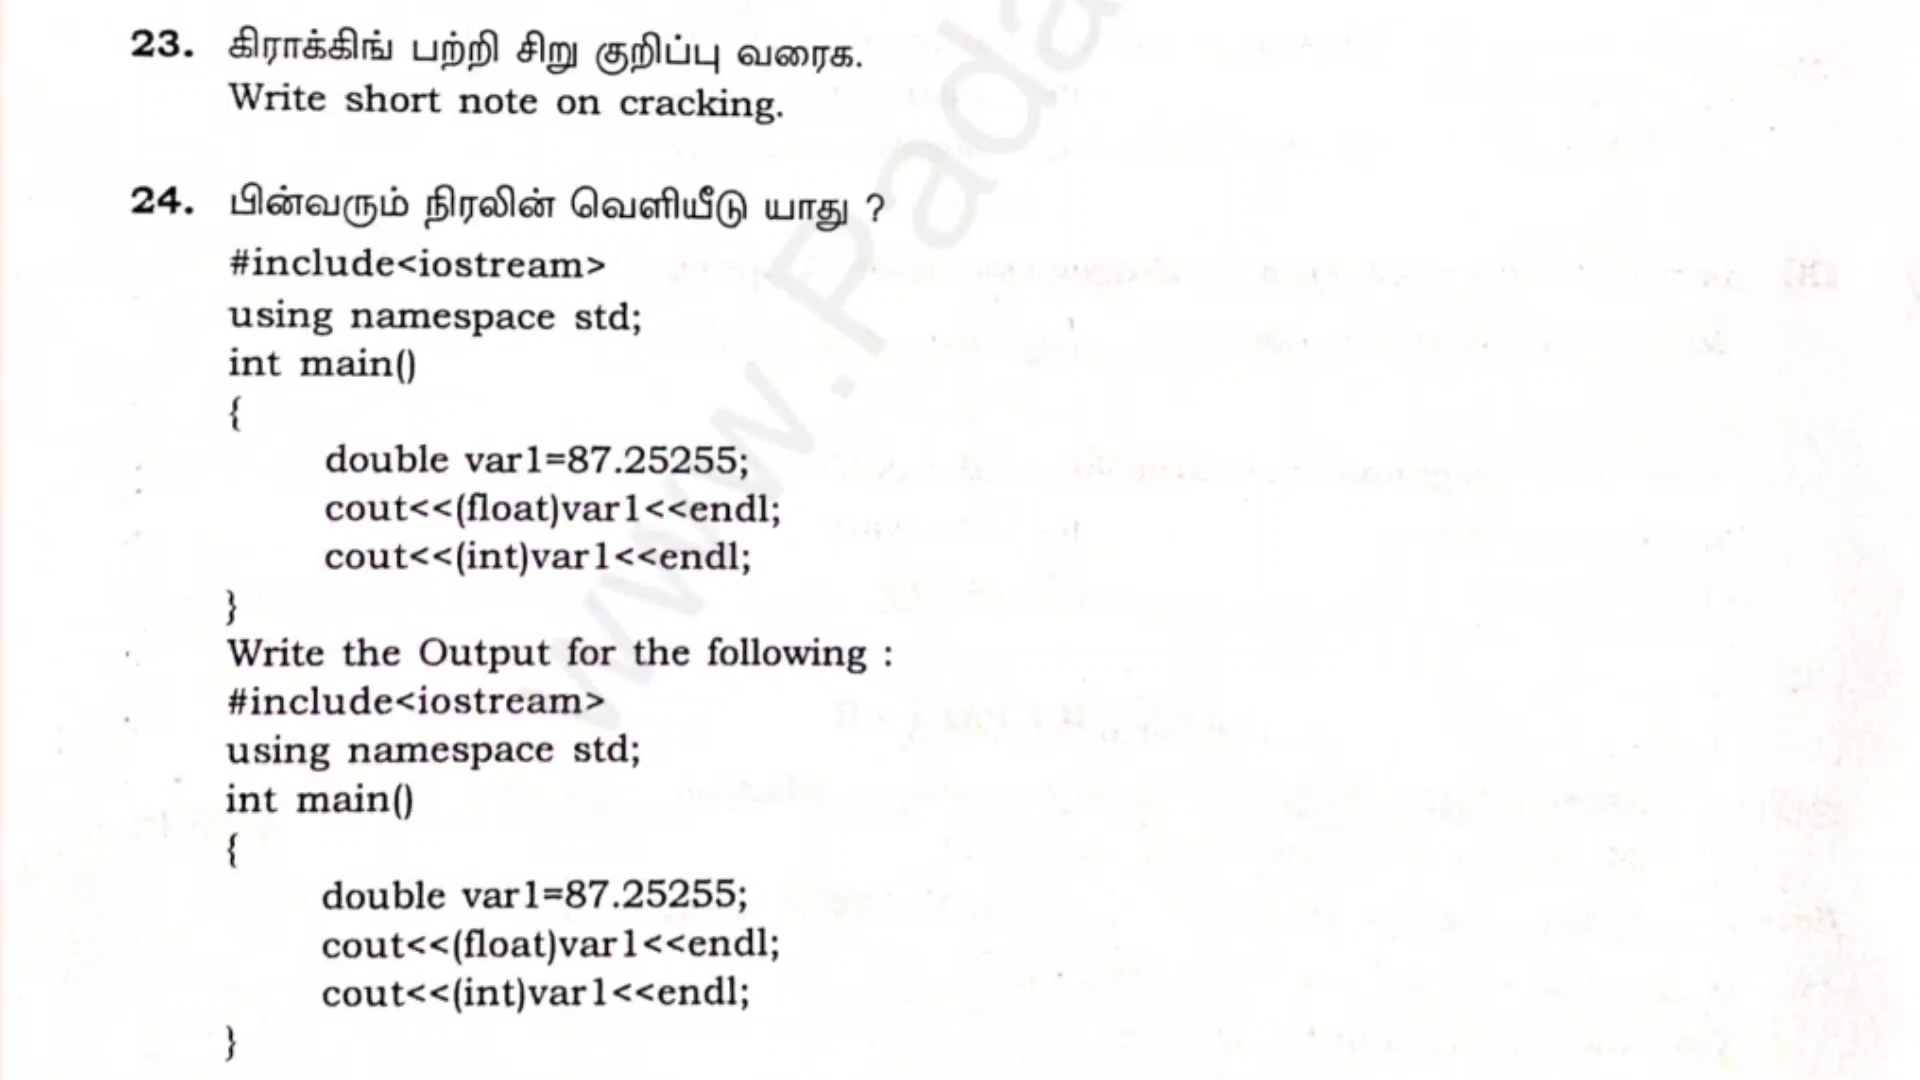 23. கிராக்கிங் பற்றி சிறு குறிப்பு வரைக.
Write short note on cracking.
24. பின்வரும் நிரலின் வெளியீடு யாது ?
#include<iostream>
using namespace std;
int main()
{
double var1=87.25255;
cout<<(float)var1<<endl;
cout<<(int)var1<<endl;
}
Write the Output for the following :
#include<iostream>
using namespace std;
int main()
{
double var1=87.25255;
cout<<(float)var1<<endl;
cout<<(int)var1<<endl;
}
www.Pada